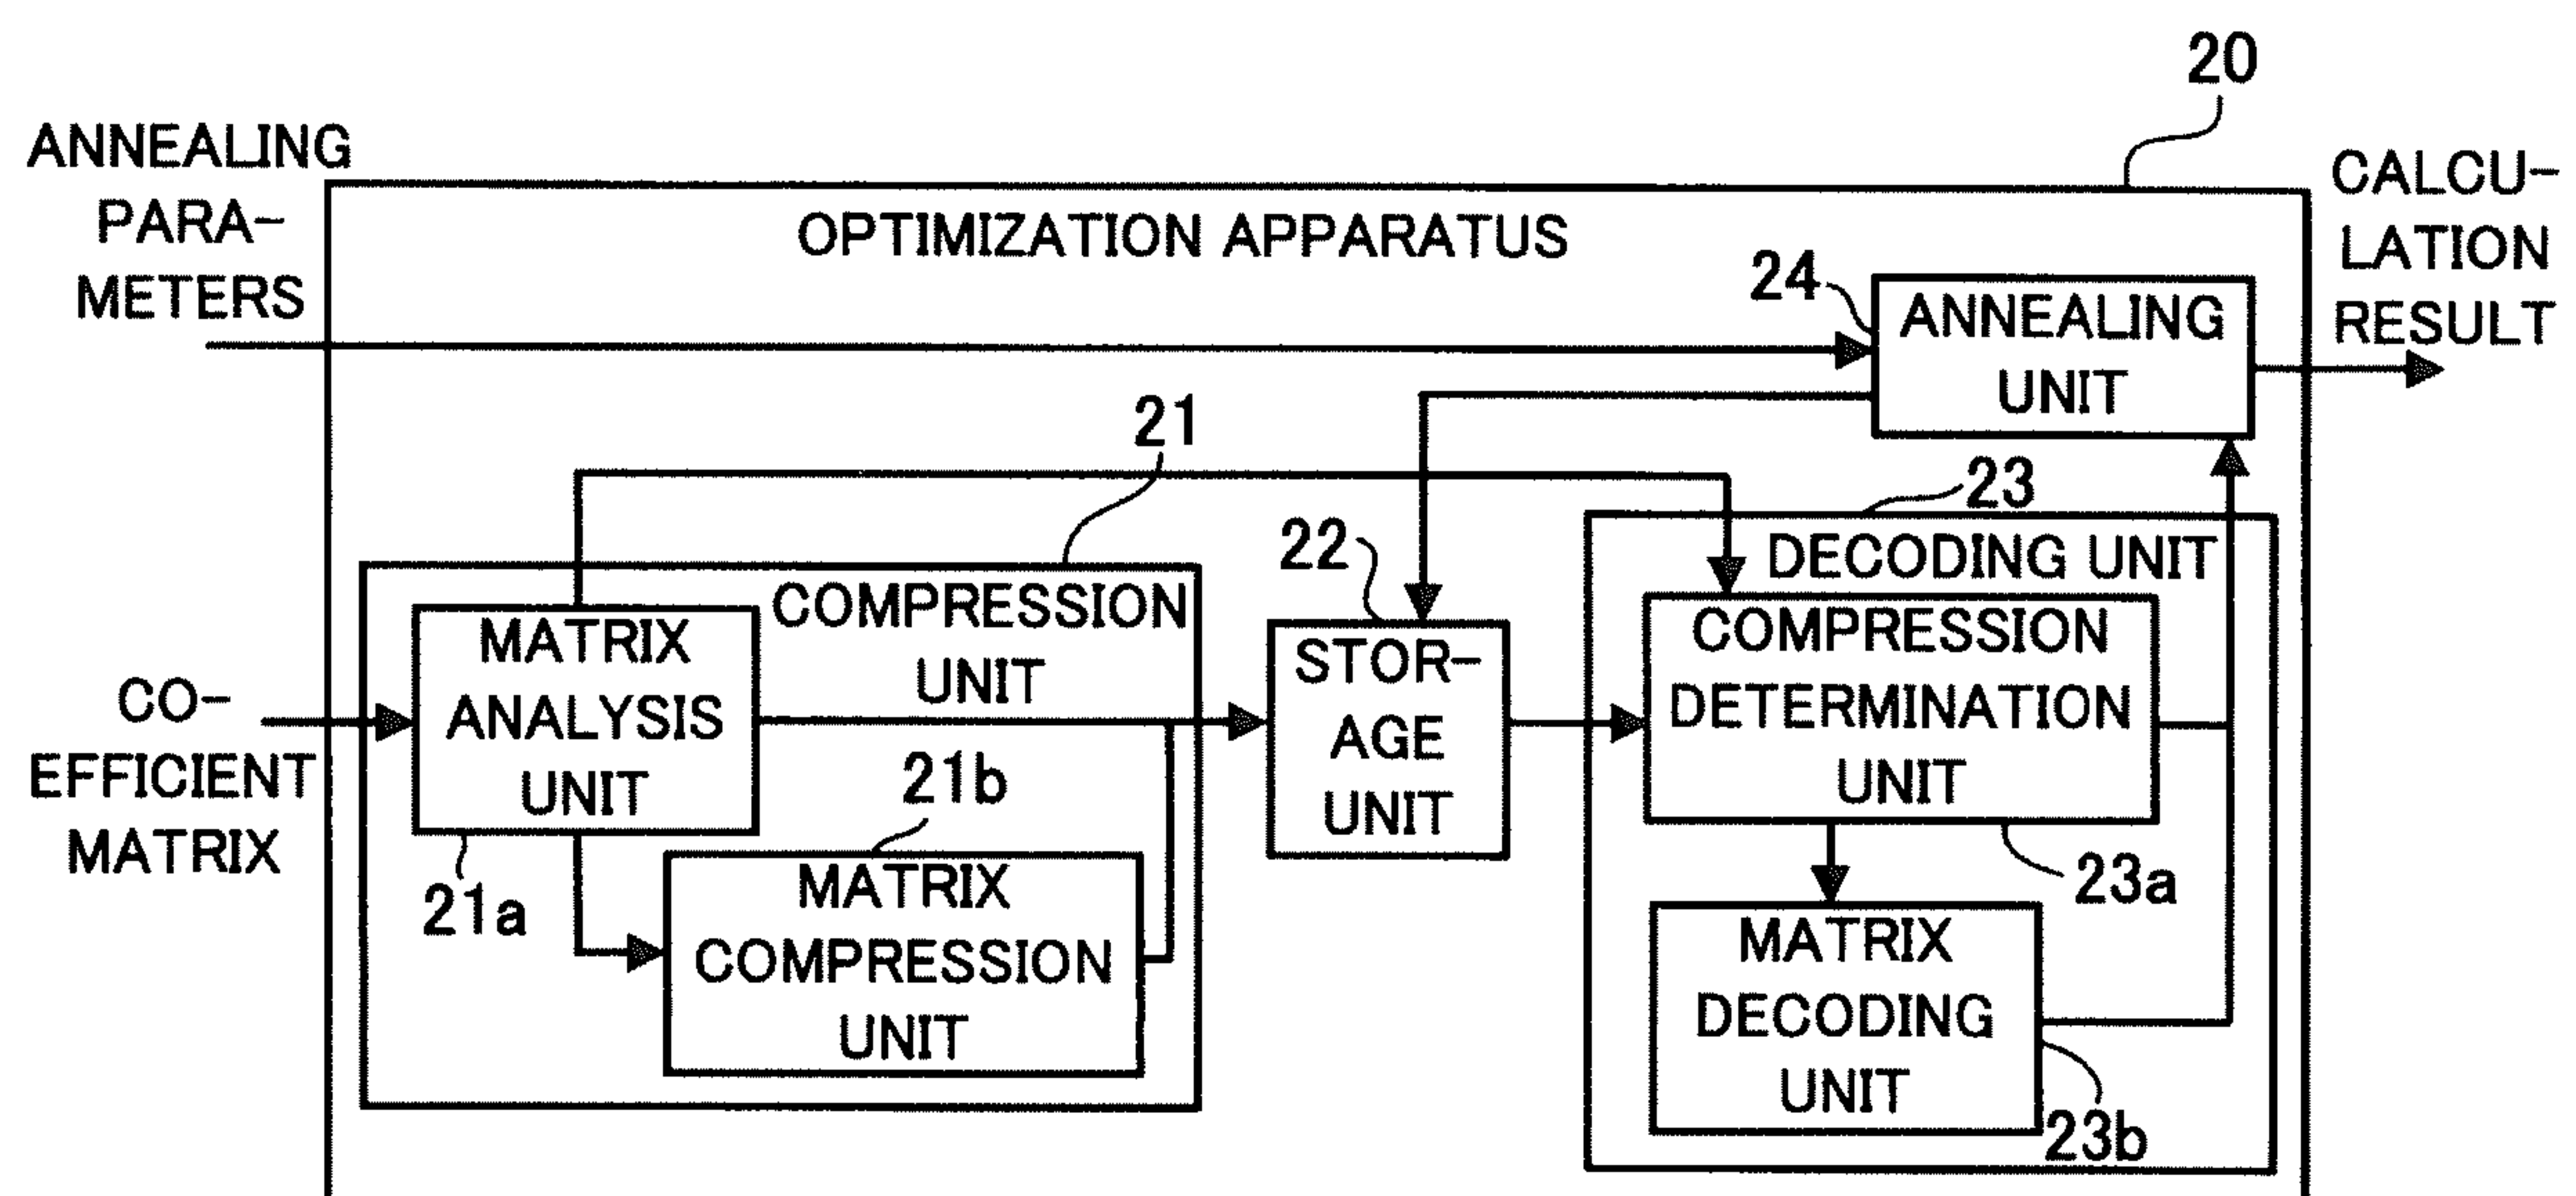 20
ANNEALING
PARA-
METERS
OPTIMIZATION APPARATUS
CALCU-
LATION
RESULT
24
ANNEALING
UNIT
21
COMPRESSION
UNIT
CO-
EFFICIENT
MATRIX
MATRIX
ANALYSIS
UNIT
21a
21b
MATRIX
COMPRESSION
UNIT
22
STOR-
AGE
UNIT
23
DECODING UNIT
COMPRESSION
DETERMINATION
UNIT
23a
MATRIX
DECODING
UNIT
23b